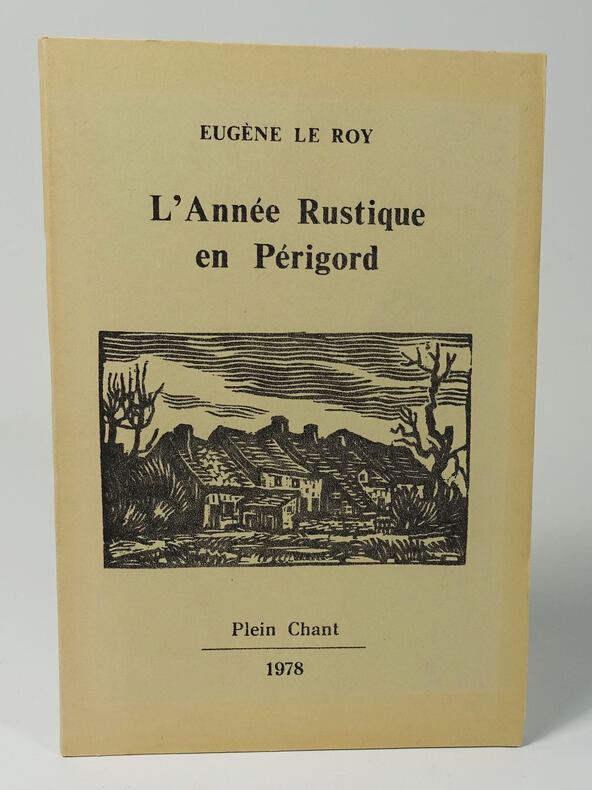 EUGÈNE LE ROY
L'Année Rustique
en Périgord
Plein Chant
1978